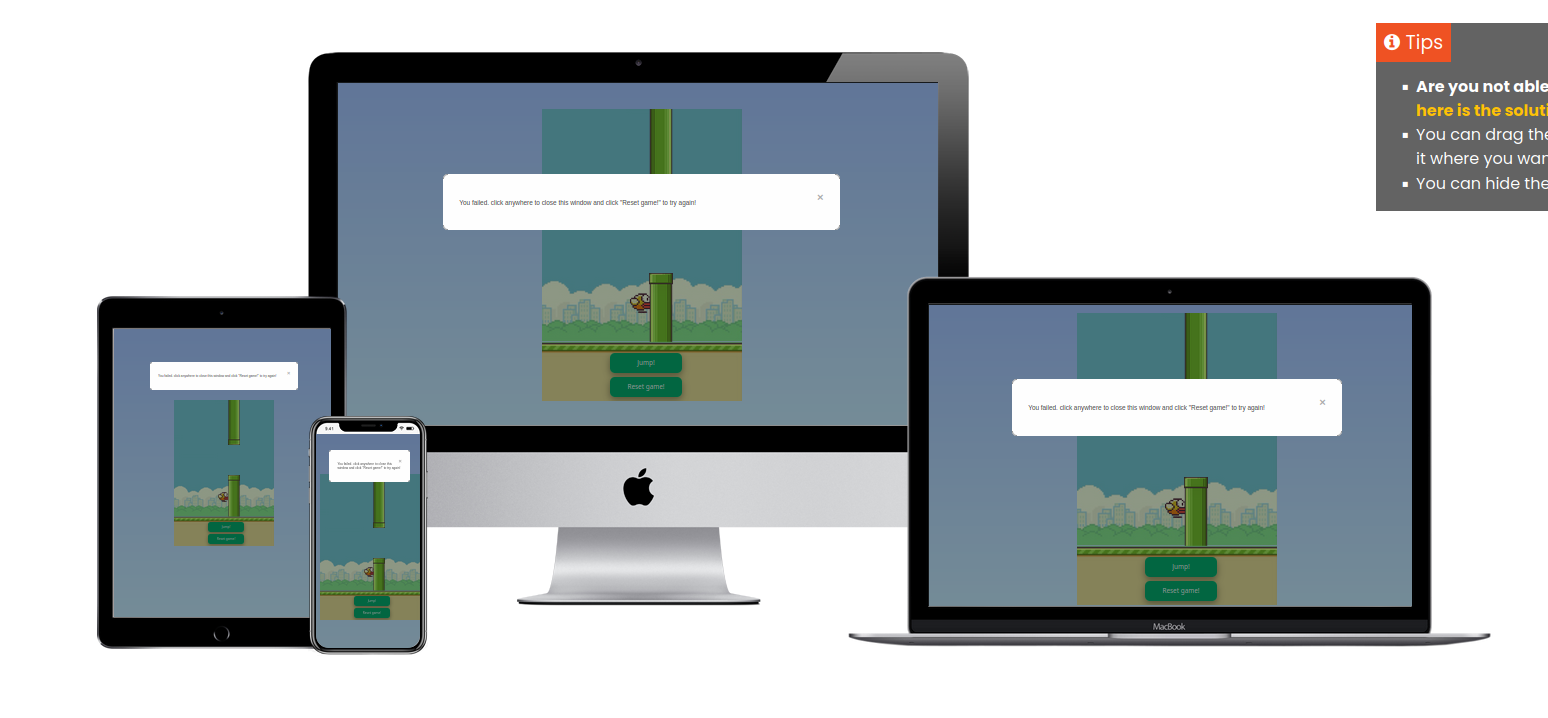 Tips
Are you not able
here is the soluti
You can drag the
it where you wan
You can hide the
You failed. click anywhere to close this window and click "Reset game!" to try again!
×
Jump!
Reset game!
You failed. click anywhere to close this window and click "Reset game!" to try again!
×
Jump!
Reset game!
You failed. click anywhere to close this window and click "Reset game!" to try again!
×
Jump!
Reset game!
9:41
You failed. click anywhere to close this
window and click "Reset game!" to try again!
×
Jump!
Reset game!
MacBook